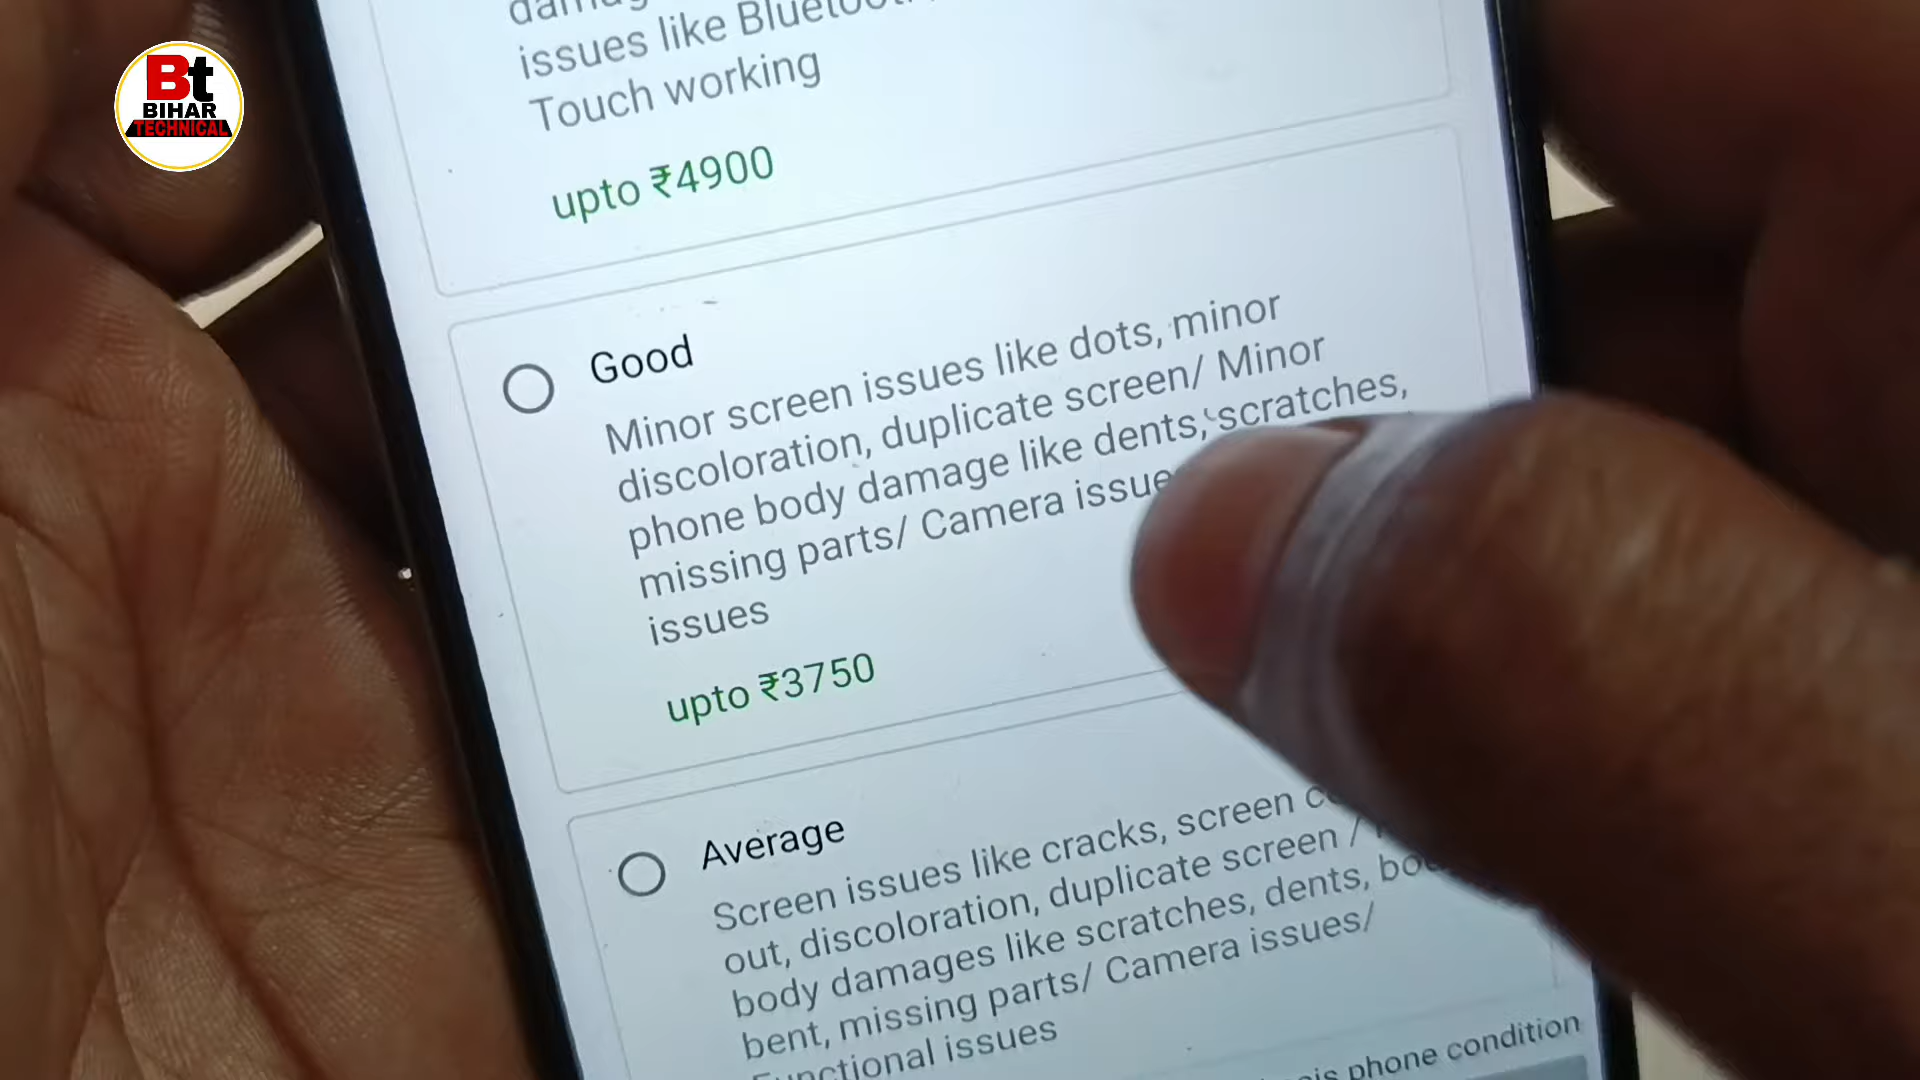 Bt
BIHAR
TECHNICAL
issues like
Touch working
upto ₹4900
Good
Minor screen issues like dots, minor
discoloration, duplicate screen/ Minor
phone body damage like dents, scratches,
missing parts/ Camera
issues
upto ₹3750
Average
Screen issues like cracks, screen
out, discoloration, duplicate screen /
body damages like scratches, dents,
bent, missing parts/ Camera issues/
issues
phone condition